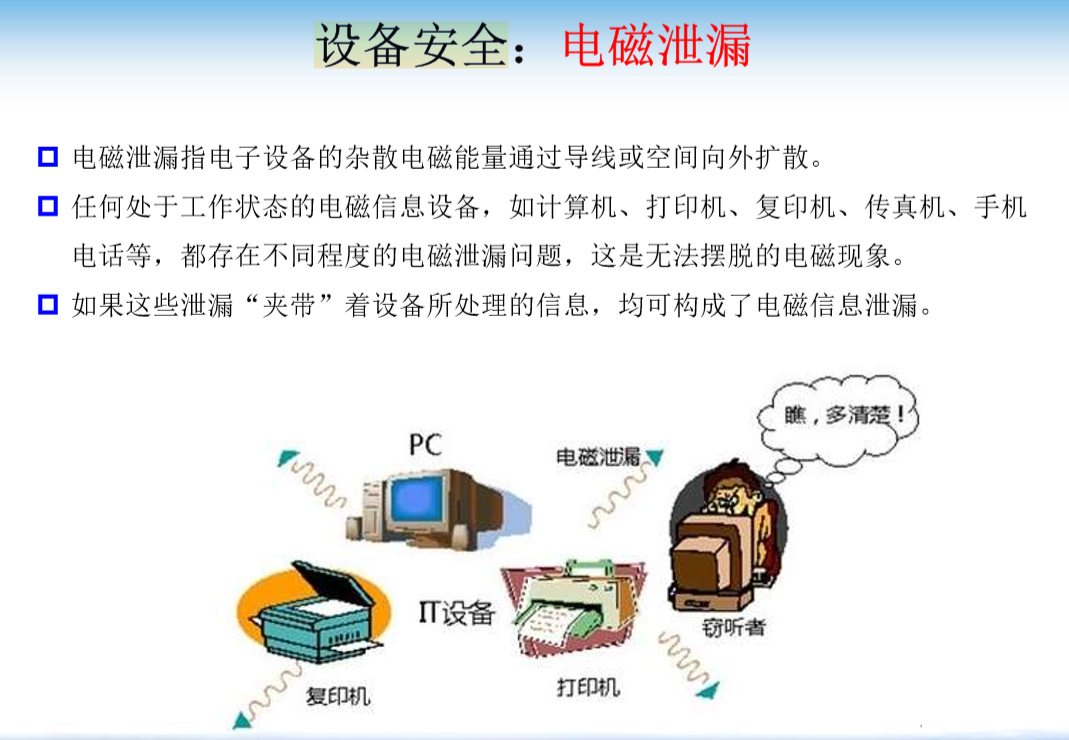 设备安全：电磁泄漏
电磁泄漏指电子设备的杂散电磁能量通过导线或空间向外扩散。
任何处于工作状态的电磁信息设备，如计算机、打印机、复印机、传真机、手机
电话等，都存在不同程度的电磁泄漏问题，这是无法摆脱的电磁现象。
如果这些泄漏“夹带”着设备所处理的信息，均可构成了电磁信息泄漏。
瞧，多清楚！
PC
电磁泄漏
IT设备
窃听者
复印机
打印机